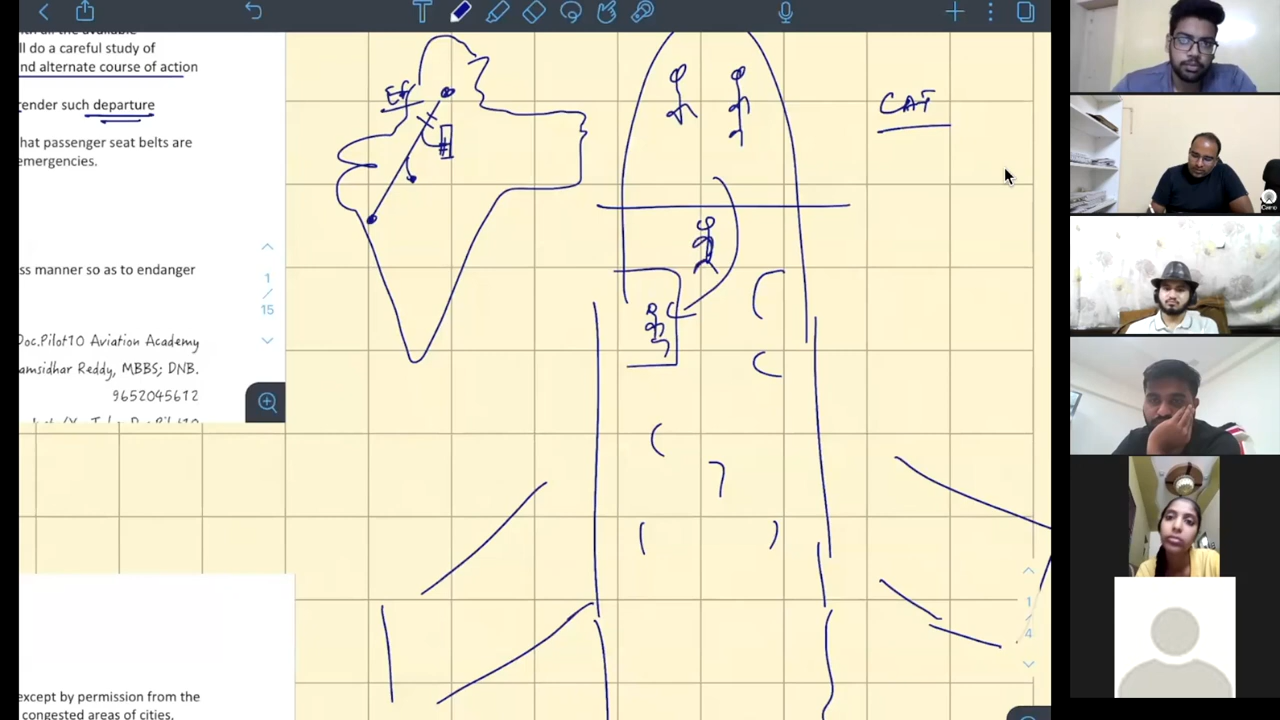 ll do a careful study of
nd alternate course of action
render such departure
hat passenger seat belts are
emergencies.
ss manner so as to endanger
1
/
15
Doc.Pilot10 Aviation Academy
amsidhar Reddy, MBBS; DNB.
9652045612
except by permission from the
congested areas of cities,
CAT
1
/
4